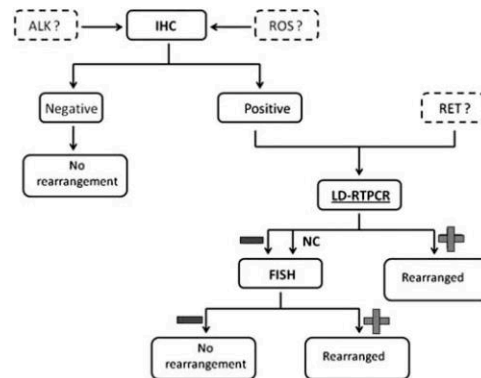 ALK ?
IHC
ROS ?
Negative
Positive
RET ?
No
rearrangement
LD-RTPCR
NC
FISH
Rearranged
No
rearrangement
Rearranged